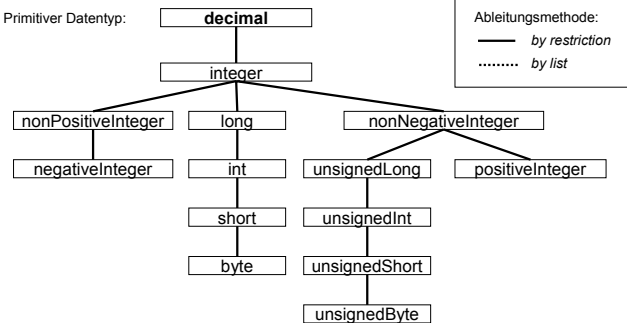 Primitiver Datentyp:
decimal
Ableitungsmethode:
by restriction
by list
integer
nonPositiveInteger
long
nonNegativeInteger
negativeInteger
int
unsignedLong
positiveInteger
short
unsignedInt
byte
unsignedShort
unsignedByte